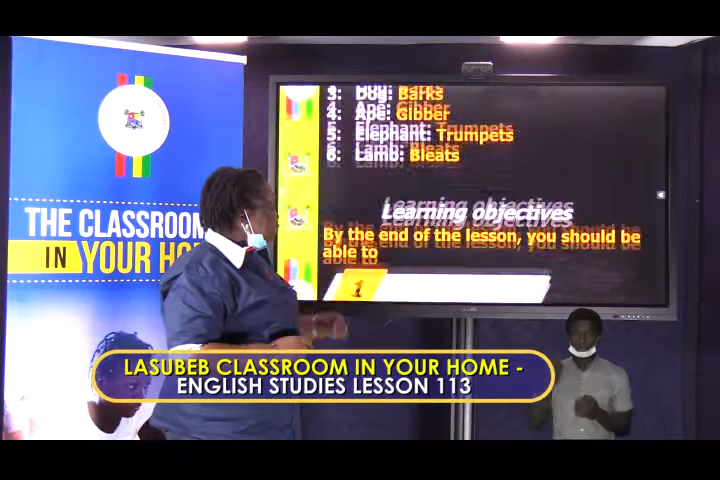 3: Dog: Barks
4: Ape: Gibber
5: Elephant: Trumpets
6: Lamb: Bleats
Learning objectives
By the end of the lesson, you should be
able to
1
THE CLASSROOM
IN YOUR HO
LASUBEB CLASSROOM IN YOUR HOME -
ENGLISH STUDIES LESSON 113